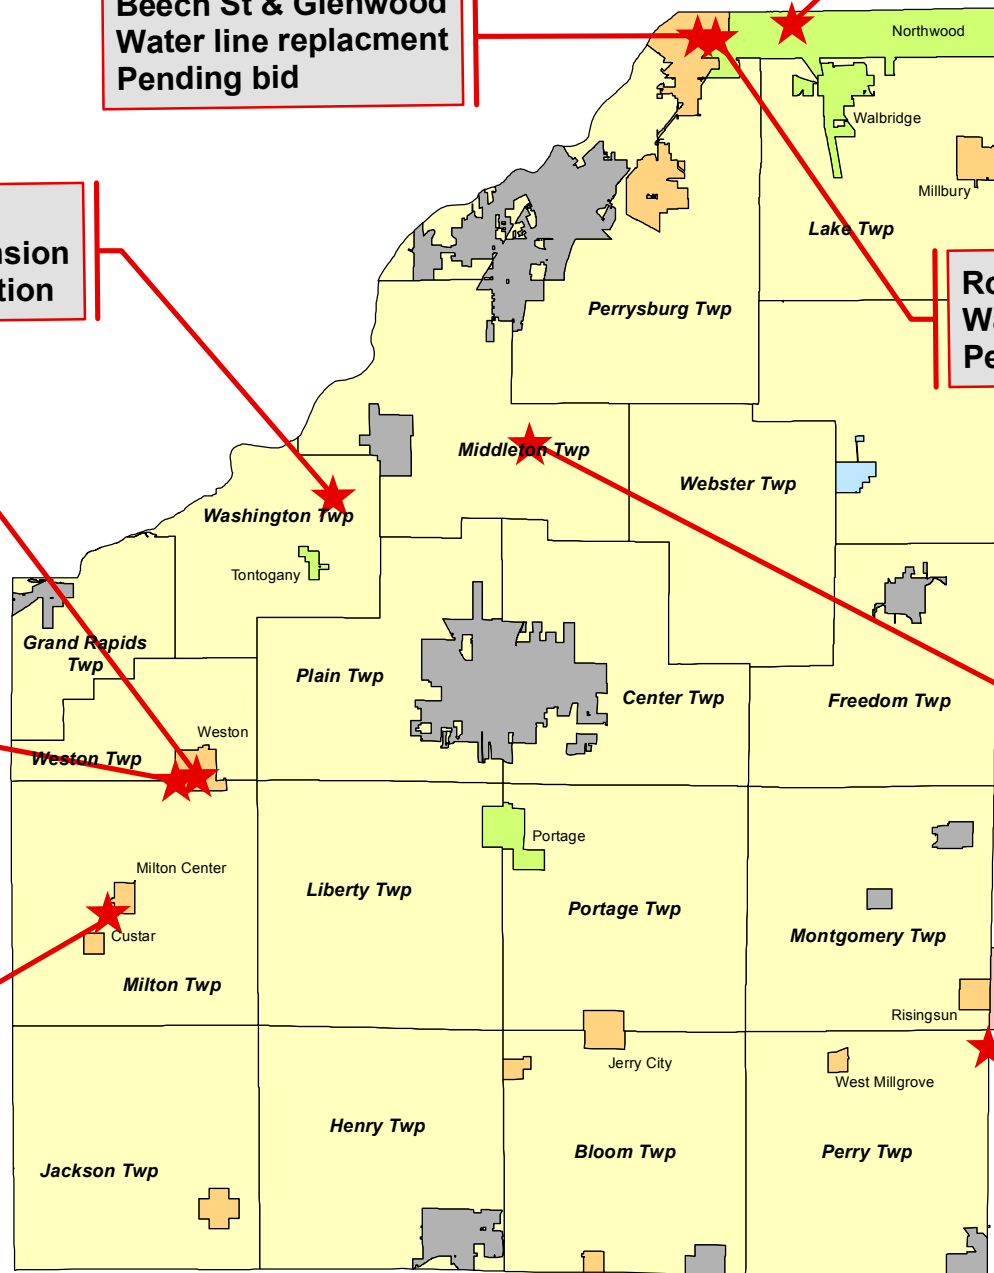 Beech St & Glenwood
Water line replacment
Pending bid
Northwood
Walbridge
Millbury
Lake Twp
Perrysburg Twp
Middleton Twp
Webster Twp
Washington Twp
Tontogany
Grand Rapids
Twp
Plain Twp
Center Twp
Freedom Twp
Weston
Weston Twp
Portage
Milton Center
Liberty Twp
Portage Twp
Custar
Montgomery Twp
Milton Twp
Risingsun
Jerry City
West Millgrove
Henry Twp
Bloom Twp
Perry Twp
Jackson Twp